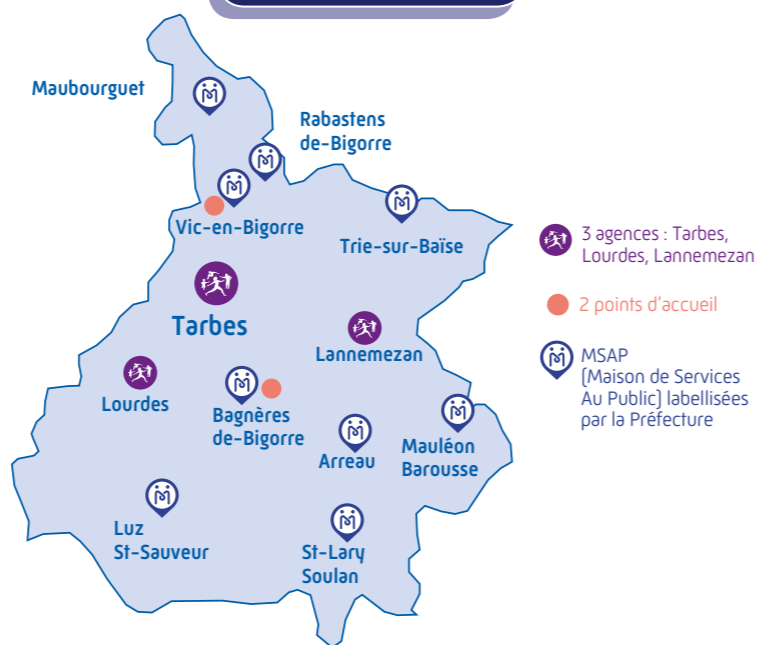 Maubourguet
Rabastens
de-Bigorre
Vic-en-Bigorre
Trie-sur-Baïse
Tarbes
Lannemezan
Lourdes
Bagnères
de-Bigorre
Arreau
Mauléon
Barousse
Luz
St-Sauveur
St-Lary
Soulan
3 agences : Tarbes,
Lourdes, Lannemezan
2 points d'accueil
MSAP
(Maison de Services
Au Public) labellisées
par la Préfecture